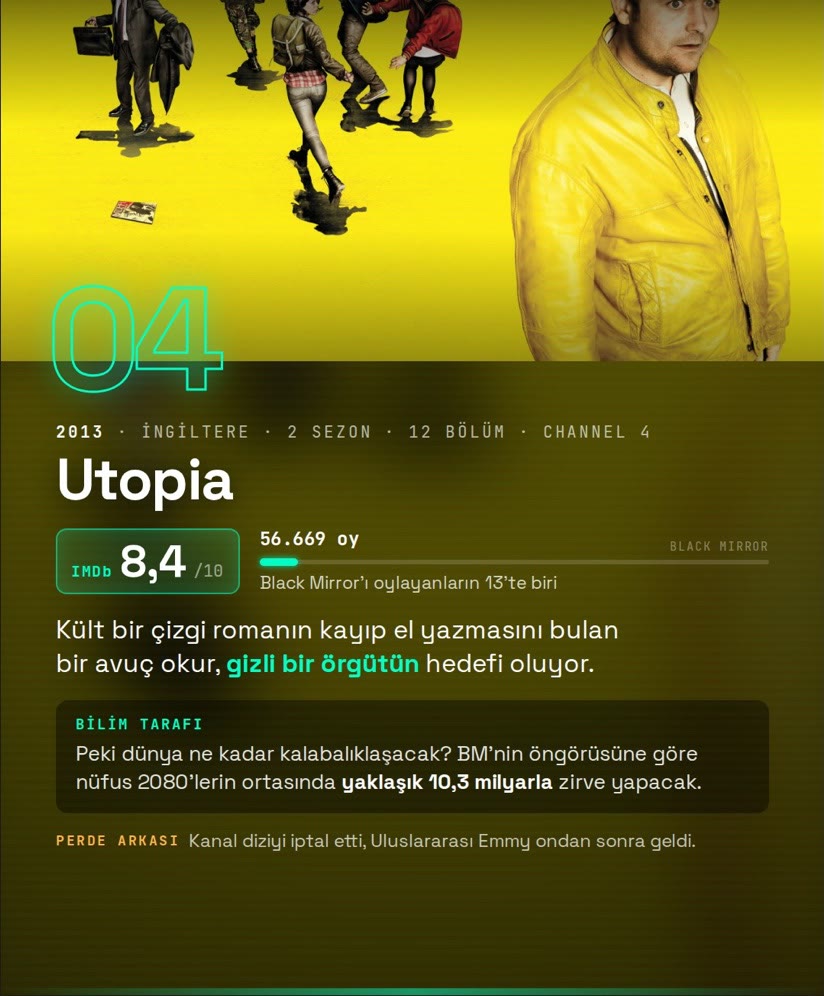 04
2013 · İNGİLTERE · 2 SEZON · 12 BÖLÜM · CHANNEL 4
Utopia
IMDb 8,4 /10
56.669 oy
BLACK MIRROR
Black Mirror'ı oylayanların 13'te biri
Kült bir çizgi romanın kayıp el yazmasını bulan
bir avuç okur, gizli bir örgütün hedefi oluyor.
BİLİM TARAFI
Peki dünya ne kadar kalabalıklaşacak? BM'nin öngörüsüne göre
nüfus 2080'lerin ortasında yaklaşık 10,3 milyarla zirve yapacak.
PERDE ARKASI Kanal diziyi iptal etti, Uluslararası Emmy ondan sonra geldi.